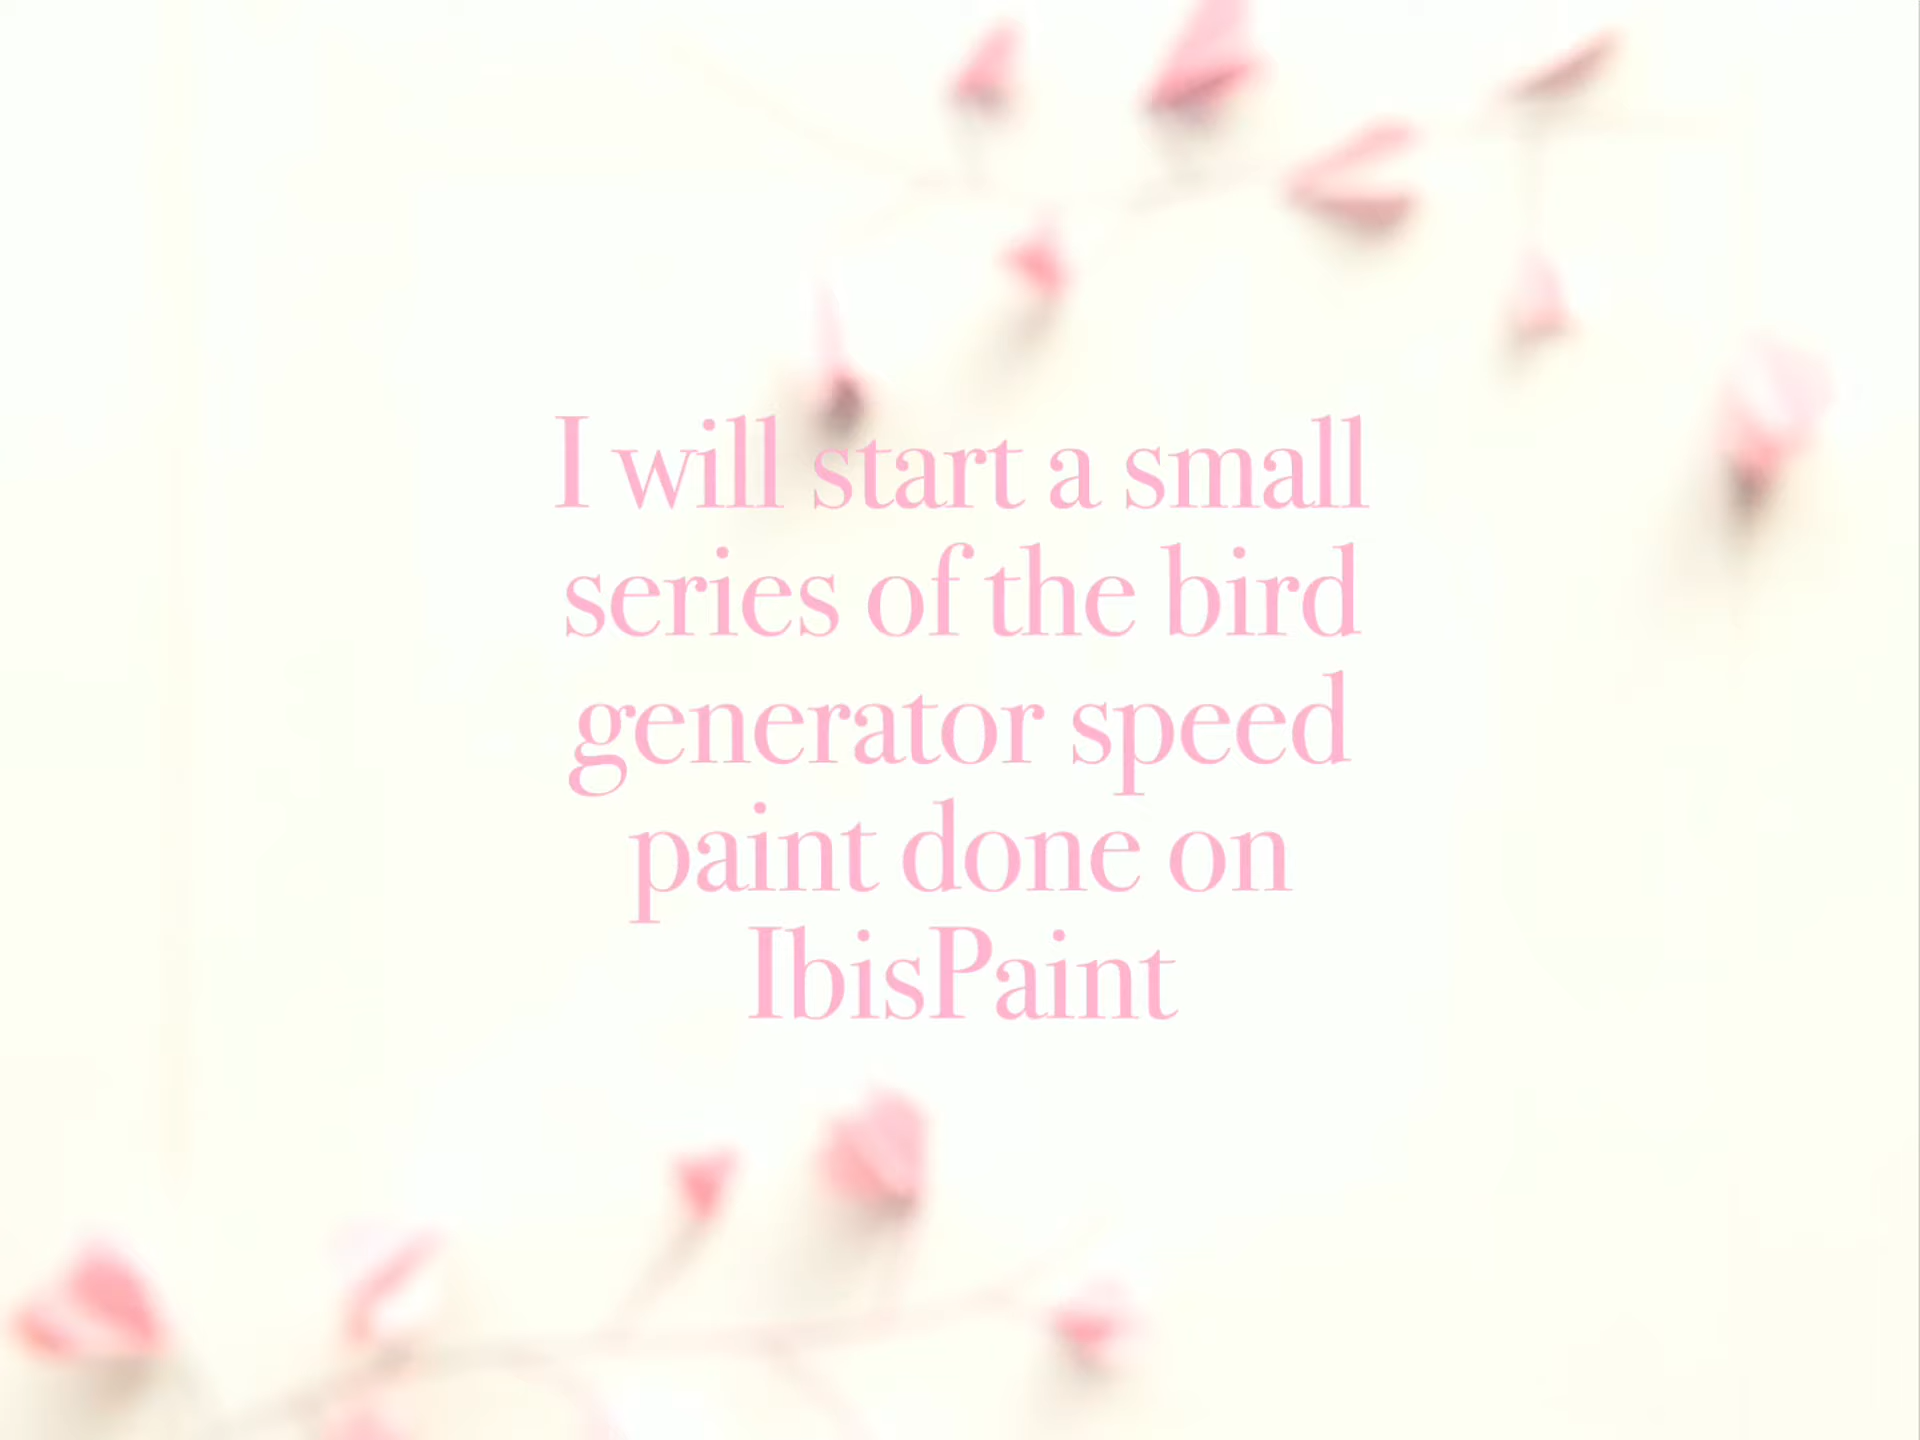 I will start a small
series of the bird
generator speed
paint done on
IbisPaint